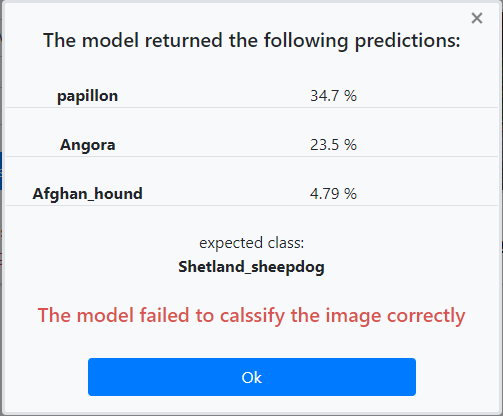 ×
The model returned the following predictions:
papillon 34.7 %
Angora 23.5 %
Afghan_hound 4.79 %
expected class:
Shetland_sheepdog
The model failed to calssify the image correctly
Ok